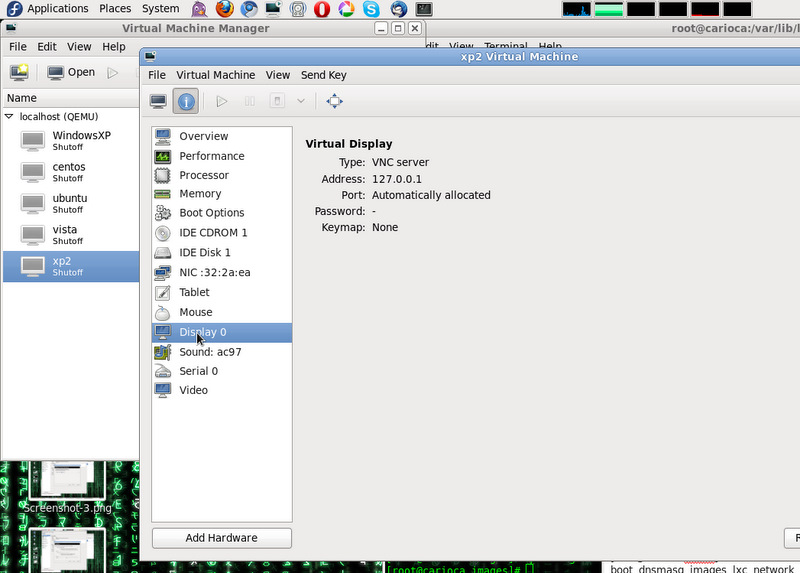 Applications Places System
Virtual Machine Manager
root@carioca:/var/lib/l
File Edit View Help
dit View Terminal Help
xp2 Virtual Machine
Open
File Virtual Machine View Send Key
Name
localhost (QEMU)
WindowsXP
Shutoff
centos
Shutoff
ubuntu
Shutoff
vista
Shutoff
xp2
Shutoff
Overview
Performance
Processor
Memory
Boot Options
IDE CDROM 1
IDE Disk 1
NIC :32:2a:ea
Tablet
Mouse
Display 0
Sound: ac97
Serial 0
Video
Virtual Display
Type: VNC server
Address: 127.0.0.1
Port: Automatically allocated
Password: -
Keymap: None
Add Hardware
R
Screenshot-3.png
[root@carioca images]#
boot dnsmasq images lxc network